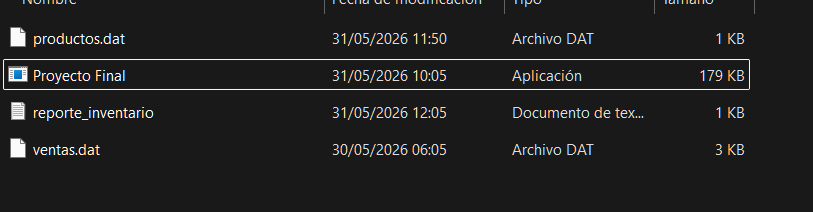 Nombre Fecha de modificación Tipo Tamaño
productos.dat 31/05/2026 11:50 Archivo DAT 1 KB
Proyecto Final 31/05/2026 10:05 Aplicación 179 KB
reporte_inventario 31/05/2026 12:05 Documento de tex... 1 KB
ventas.dat 30/05/2026 06:05 Archivo DAT 3 KB